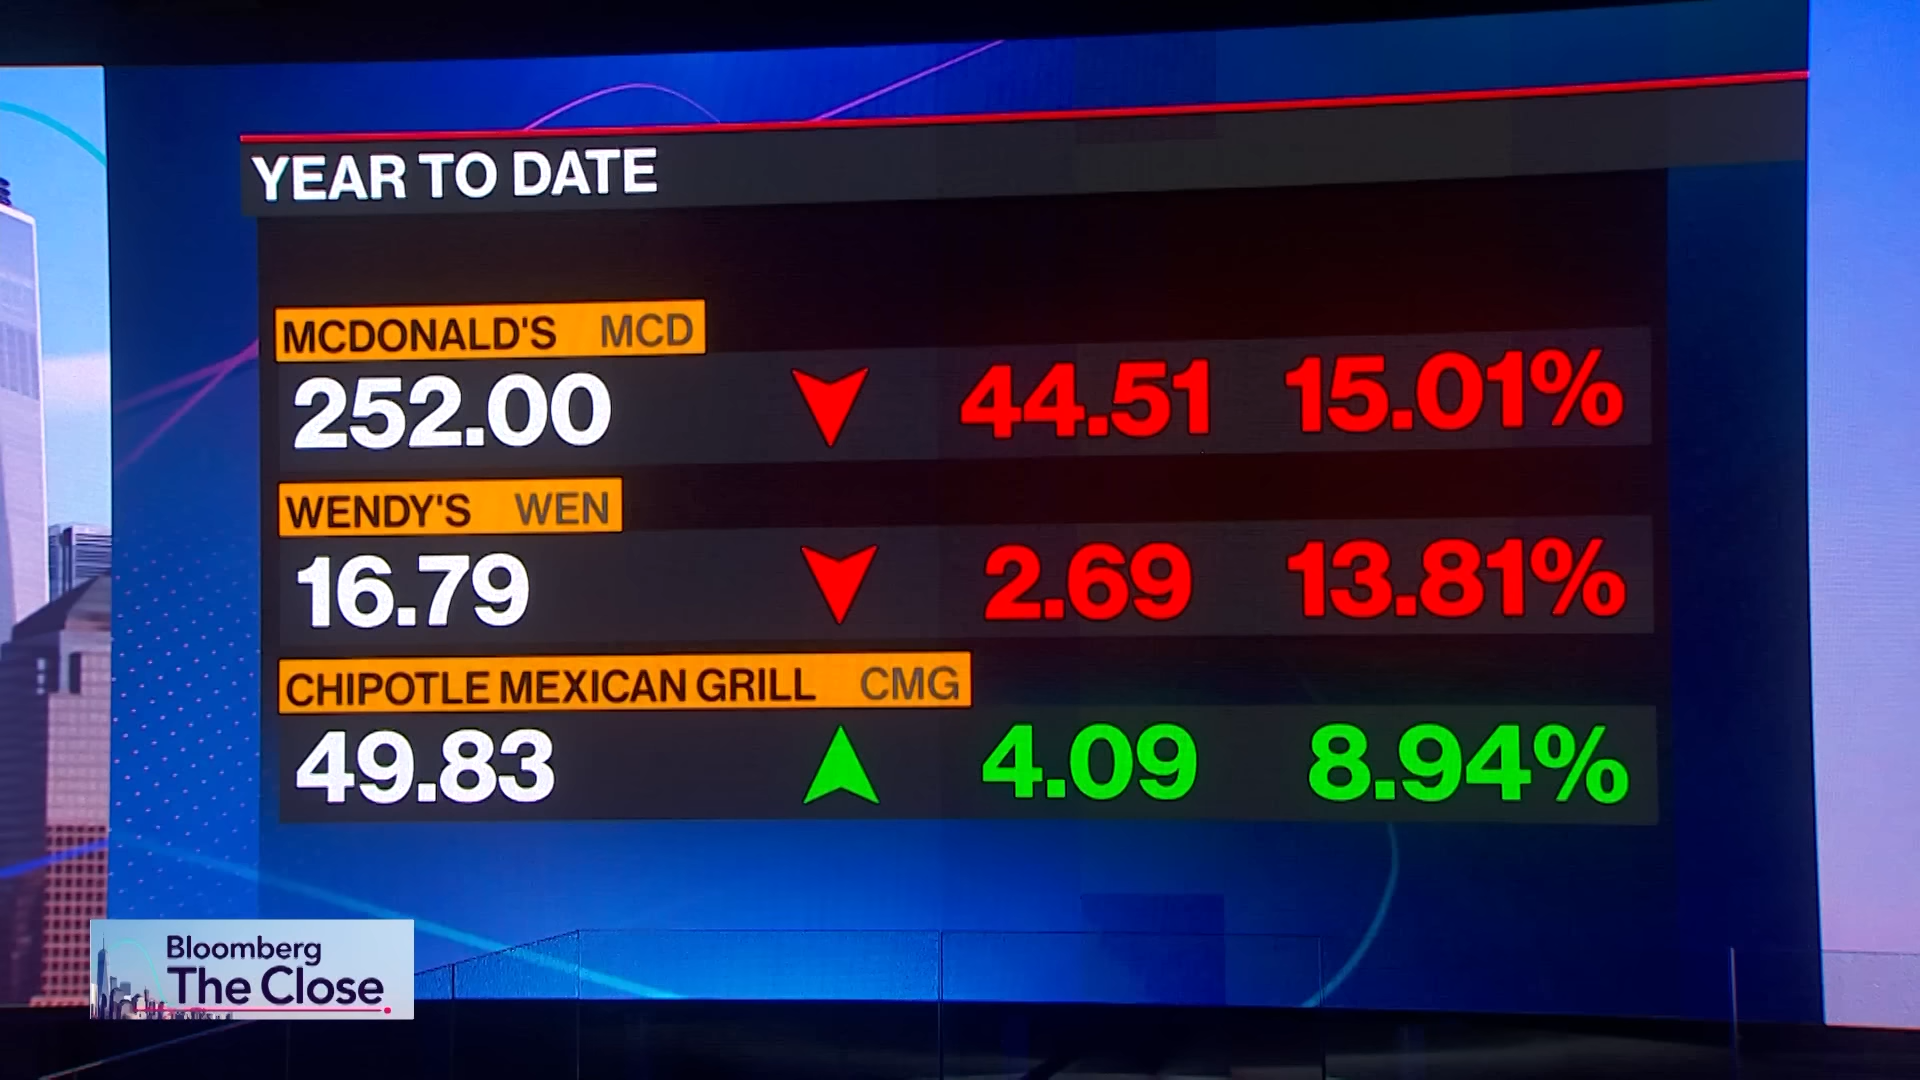 YEAR TO DATE
MCDONALD'S MCD
252.00 44.51 15.01%
WENDY'S WEN
16.79 2.69 13.81%
CHIPOTLE MEXICAN GRILL CMG
49.83 4.09 8.94%
Bloomberg
The Close